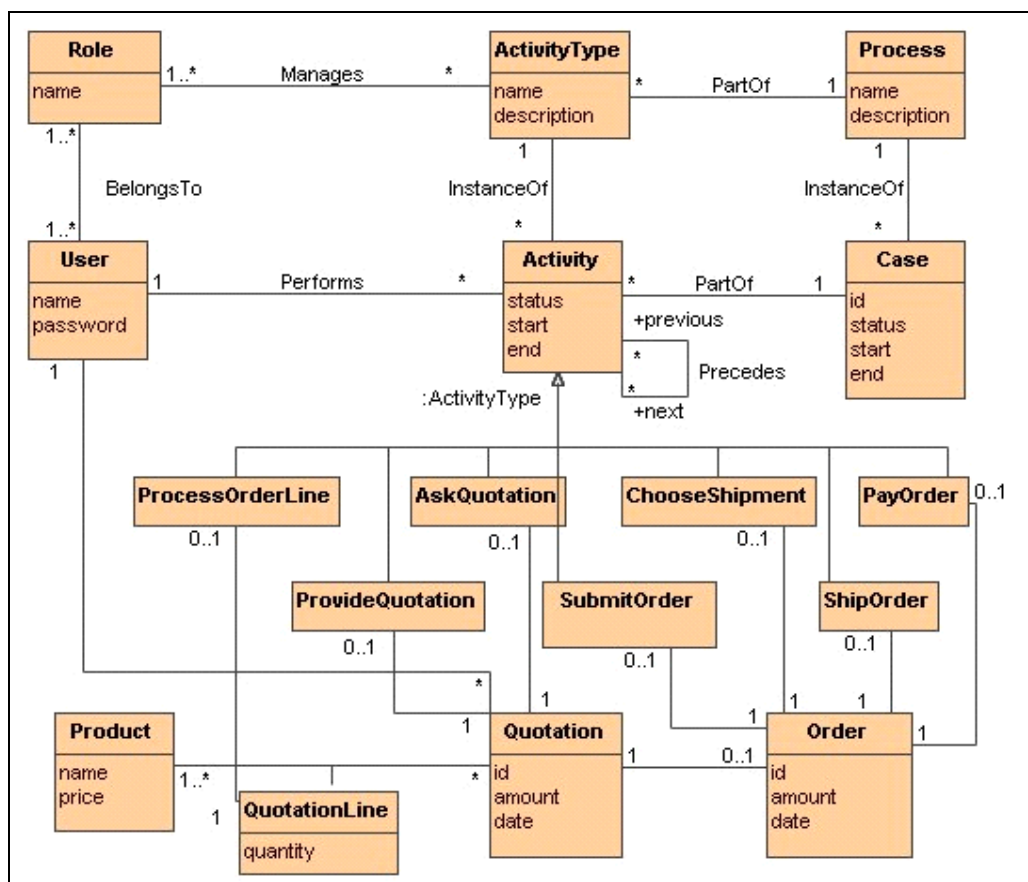 Role
name
1..*
Manages
*
ActivityType
name
description
*
PartOf
1
Process
name
description
1..*
BelongsTo
1..*
1
InstanceOf
*
1
InstanceOf
*
User
name
password
1
Performs
*
Activity
status
start
end
*
PartOf
1
Case
id
status
start
end
+previous
*
Precedes
*
+next
1
:ActivityType
ProcessOrderLine
0..1
AskQuotation
0..1
ChooseShipment
0..1
PayOrder
0..1
ProvideQuotation
0..1
SubmitOrder
0..1
ShipOrder
0..1
*
1
1
1
1
1
1
Product
name
price
1..*
*
1
QuotationLine
quantity
Quotation
id
amount
date
1
0..1
Order
id
amount
date